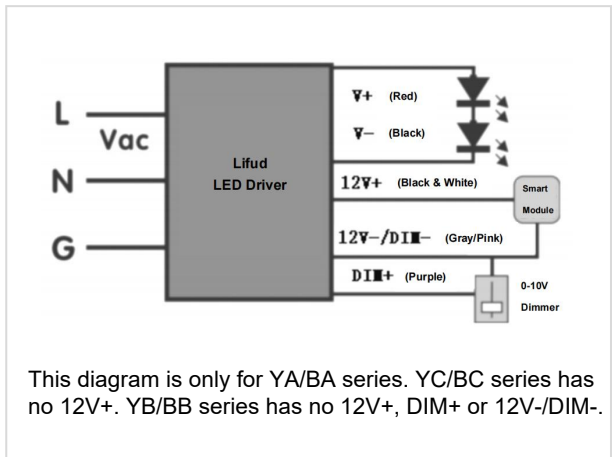 V+ (Red)
L
Vac
V- (Black)
Lifud
LED Driver
N
12V+ (Black & White)
Smart
Module
G
12V-/DIM- (Gray/Pink)
DIM+ (Purple)
0-10V
Dimmer
This diagram is only for YA/BA series. YC/BC series has
no 12V+. YB/BB series has no 12V+, DIM+ or 12V-/DIM-.